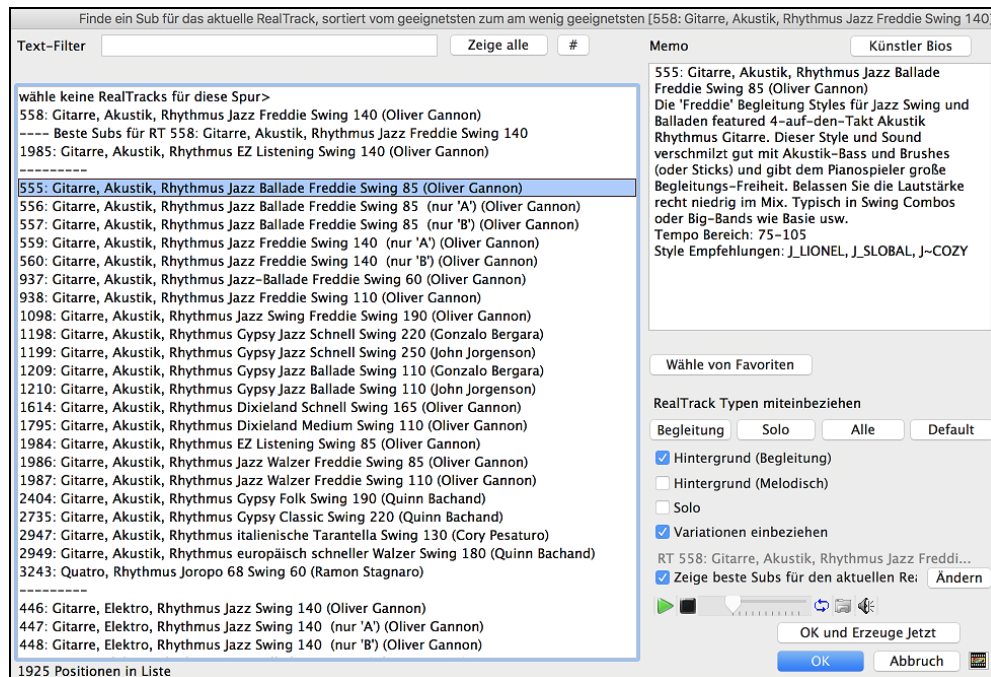 Finde ein Sub für das aktuelle RealTrack, sortiert vom geeignetsten zum am wenig geeignetsten [558: Gitarre, Akustik, Rhythmus Jazz Freddie Swing 140]
Text-Filter
Zeige alle
#
wähle keine RealTracks für diese Spur>
558: Gitarre, Akustik, Rhythmus Jazz Freddie Swing 140 (Oliver Gannon)
---- Beste Subs für RT 558: Gitarre, Akustik, Rhythmus Jazz Freddie Swing 140
1985: Gitarre, Akustik, Rhythmus EZ Listening Swing 140 (Oliver Gannon)
---------
555: Gitarre, Akustik, Rhythmus Jazz Ballade Freddie Swing 85 (Oliver Gannon)
556: Gitarre, Akustik, Rhythmus Jazz Ballade Freddie Swing 85 (nur 'A') (Oliver Gannon)
557: Gitarre, Akustik, Rhythmus Jazz Ballade Freddie Swing 85 (nur 'B') (Oliver Gannon)
559: Gitarre, Akustik, Rhythmus Jazz Freddie Swing 140 (nur 'A') (Oliver Gannon)
560: Gitarre, Akustik, Rhythmus Jazz Freddie Swing 140 (nur 'B') (Oliver Gannon)
937: Gitarre, Akustik, Rhythmus Jazz-Ballade Freddie Swing 60 (Oliver Gannon)
938: Gitarre, Akustik, Rhythmus Jazz Freddie Swing 110 (Oliver Gannon)
1098: Gitarre, Akustik, Rhythmus Jazz Swing Freddie Swing 190 (Oliver Gannon)
1198: Gitarre, Akustik, Rhythmus Gypsy Jazz Schnell Swing 220 (Gonzalo Bergara)
1199: Gitarre, Akustik, Rhythmus Gypsy Jazz Schnell Swing 250 (John Jorgenson)
1209: Gitarre, Akustik, Rhythmus Gypsy Jazz Ballade Swing 110 (Gonzalo Bergara)
1210: Gitarre, Akustik, Rhythmus Gypsy Jazz Ballade Swing 110 (John Jorgenson)
1614: Gitarre, Akustik, Rhythmus Dixieland Schnell Swing 165 (Oliver Gannon)
1795: Gitarre, Akustik, Rhythmus Dixieland Medium Swing 110 (Oliver Gannon)
1984: Gitarre, Akustik, Rhythmus EZ Listening Swing 85 (Oliver Gannon)
1986: Gitarre, Akustik, Rhythmus Jazz Walzer Freddie Swing 85 (Oliver Gannon)
1987: Gitarre, Akustik, Rhythmus Jazz Walzer Freddie Swing 110 (Oliver Gannon)
2404: Gitarre, Akustik, Rhythmus Gypsy Folk Swing 190 (Quinn Bachand)
2735: Gitarre, Akustik, Rhythmus Gypsy Classic Swing 220 (Quinn Bachand)
2947: Gitarre, Akustik, Rhythmus italienische Tarantella Swing 130 (Cory Pesaturo)
2949: Gitarre, Akustik, Rhythmus europäisch schneller Walzer Swing 180 (Quinn Bachand)
3243: Quatro, Rhythmus Joropo 68 Swing 60 (Ramon Stagnaro)
---------
446: Gitarre, Elektro, Rhythmus Jazz Swing 140 (Oliver Gannon)
447: Gitarre, Elektro, Rhythmus Jazz Swing 140 (nur 'A') (Oliver Gannon)
448: Gitarre, Elektro, Rhythmus Jazz Swing 140 (nur 'B') (Oliver Gannon)
1925 Positionen in Liste
Memo
Künstler Bios
555: Gitarre, Akustik, Rhythmus Jazz Ballade
Freddie Swing 85 (Oliver Gannon)
Die 'Freddie' Begleitung Styles für Jazz Swing und
Balladen featured 4-auf-den-Takt Akustik
Rhythmus Gitarre. Dieser Style und Sound
verschmilzt gut mit Akustik-Bass und Brushes
(oder Sticks) und gibt dem Pianospieler große
Begleitungs-Freiheit. Belassen Sie die Lautstärke
recht niedrig im Mix. Typisch in Swing Combos
oder Big-Bands wie Basie usw.
Tempo Bereich: 75-105
Style Empfehlungen: J_LIONEL, J_SLOBAL, J~COZY
Wähle von Favoriten
RealTrack Typen miteinbeziehen
Begleitung
Solo
Alle
Default
Hintergrund (Begleitung)
Hintergrund (Melodisch)
Solo
Variationen einbeziehen
RT 558: Gitarre, Akustik, Rhythmus Jazz Freddi...
Zeige beste Subs für den aktuellen Rea
Ändern
OK und Erzeuge Jetzt
OK
Abbruch